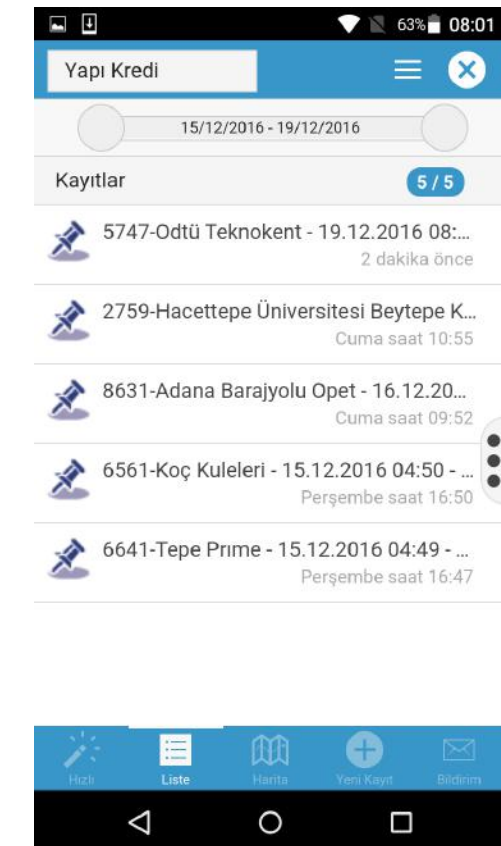 63% 08:01
Yapı Kredi
15/12/2016 - 19/12/2016
Kayıtlar 5 / 5
5747-Odtü Teknokent - 19.12.2016 08:...
2 dakika önce
2759-Hacettepe Üniversitesi Beytepe K...
Cuma saat 10:55
8631-Adana Barajyolu Opet - 16.12.20...
Cuma saat 09:52
6561-Koç Kuleleri - 15.12.2016 04:50 - ...
Perşembe saat 16:50
6641-Tepe Prıme - 15.12.2016 04:49 - ...
Perşembe saat 16:47
Hızlı Liste Harita Yeni Kayıt Bildirim